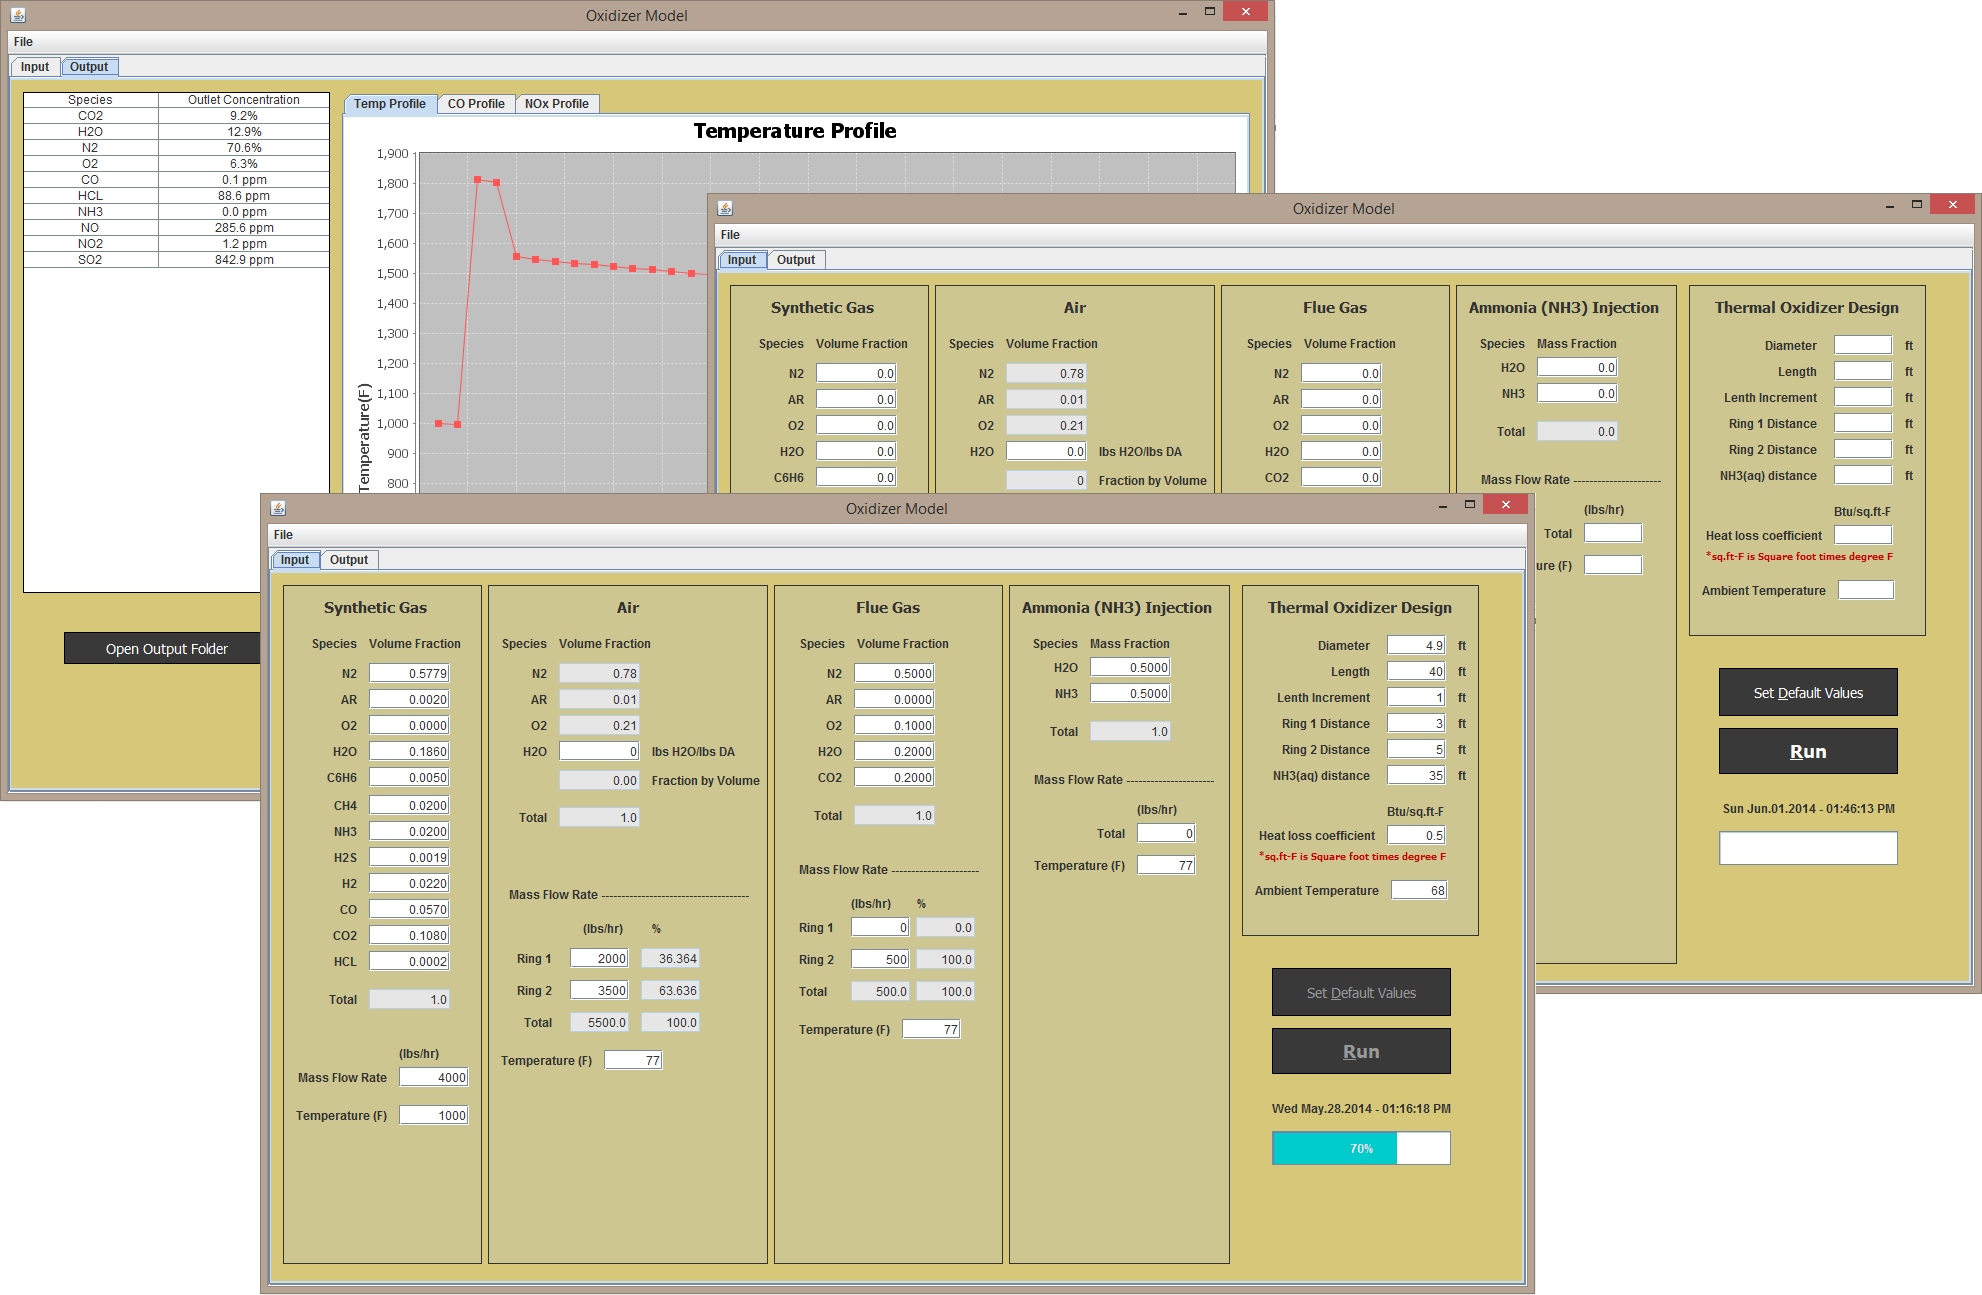 Oxidizer Model
File
Input Output
Species Outlet Concentration
CO2 9.2%
H2O 12.9%
N2 70.6%
O2 6.3%
CO 0.1 ppm
HCL 88.6 ppm
NH3 0.0 ppm
NO 285.6 ppm
NO2 1.2 ppm
SO2 842.9 ppm
Open Output Folder
Temp Profile CO Profile NOx Profile
Temperature Profile
1,900
1,800
1,700
1,600
1,500
1,400
1,300
1,200
1,100
1,000
900
800
Temperature(F)
Oxidizer Model
File
Input Output
Synthetic Gas
Species Volume Fraction
N2 0.0
AR 0.0
O2 0.0
H2O 0.0
C6H6 0.0
Air
Species Volume Fraction
N2 0.78
AR 0.01
O2 0.21
H2O 0.0 lbs H2O/lbs DA
0 Fraction by Volume
Flue Gas
Species Volume Fraction
N2 0.0
AR 0.0
O2 0.0
H2O 0.0
CO2 0.0
Ammonia (NH3) Injection
Species Mass Fraction
H2O 0.0
NH3 0.0
Total 0.0
Mass Flow Rate ----------------------
(lbs/hr)
Total
ure (F)
Thermal Oxidizer Design
Diameter ft
Length ft
Lenth Increment ft
Ring 1 Distance ft
Ring 2 Distance ft
NH3(aq) distance ft
Btu/sq.ft-F
Heat loss coefficient
*sq.ft-F is Square foot times degree F
Ambient Temperature
Set Default Values
Run
Sun Jun.01.2014 - 01:46:13 PM
Oxidizer Model
File
Input Output
Synthetic Gas
Species Volume Fraction
N2 0.5779
AR 0.0020
O2 0.0000
H2O 0.1860
C6H6 0.0050
CH4 0.0200
NH3 0.0200
H2S 0.0019
H2 0.0220
CO 0.0570
CO2 0.1080
HCL 0.0002
Total 1.0
(lbs/hr)
Mass Flow Rate 4000
Temperature (F) 1000
Air
Species Volume Fraction
N2 0.78
AR 0.01
O2 0.21
H2O 0 lbs H2O/lbs DA
0.00 Fraction by Volume
Total 1.0
Mass Flow Rate -------------------------------------
(lbs/hr) %
Ring 1 2000 36.364
Ring 2 3500 63.636
Total 5500.0 100.0
Temperature (F) 77
Flue Gas
Species Volume Fraction
N2 0.5000
AR 0.0000
O2 0.1000
H2O 0.2000
CO2 0.2000
Total 1.0
Mass Flow Rate ----------------------
(lbs/hr) %
Ring 1 0 0.0
Ring 2 500 100.0
Total 500.0 100.0
Temperature (F) 77
Ammonia (NH3) Injection
Species Mass Fraction
H2O 0.5000
NH3 0.5000
Total 1.0
Mass Flow Rate ----------------------
(lbs/hr)
Total 0
Temperature (F) 77
Thermal Oxidizer Design
Diameter 4.9 ft
Length 40 ft
Lenth Increment 1 ft
Ring 1 Distance 3 ft
Ring 2 Distance 5 ft
NH3(aq) distance 35 ft
Btu/sq.ft-F
Heat loss coefficient 0.5
*sq.ft-F is Square foot times degree F
Ambient Temperature 68
Set Default Values
Run
Wed May.28.2014 - 01:16:18 PM
70%